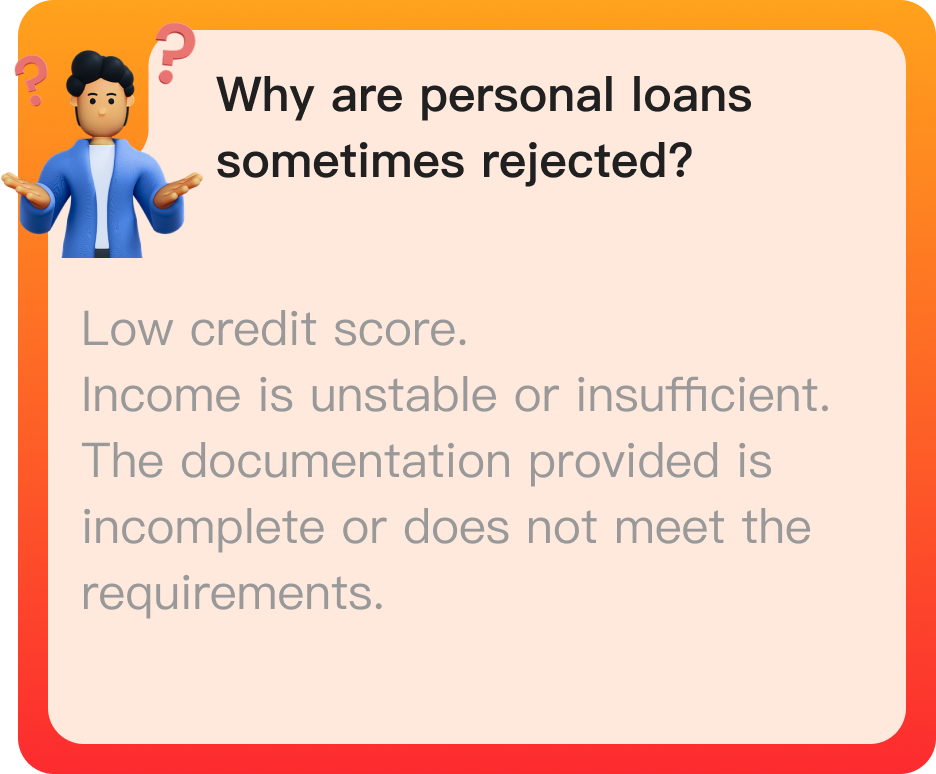 ?
?
Why are personal loans
sometimes rejected?
Low credit score.
Income is unstable or insufficient.
The documentation provided is
incomplete or does not meet the
requirements.